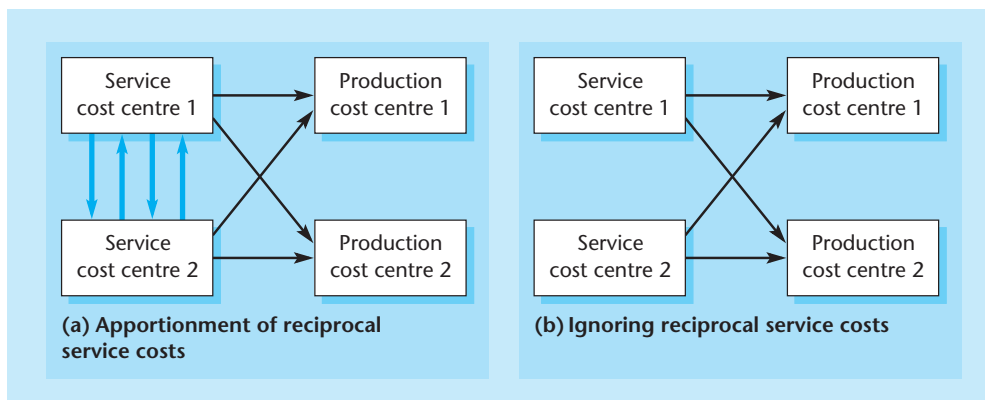 Service
cost centre 1
Production
cost centre 1
Service
cost centre 2
Production
cost centre 2
(a) Apportionment of reciprocal
service costs
Service
cost centre 1
Production
cost centre 1
Service
cost centre 2
Production
cost centre 2
(b) Ignoring reciprocal service costs